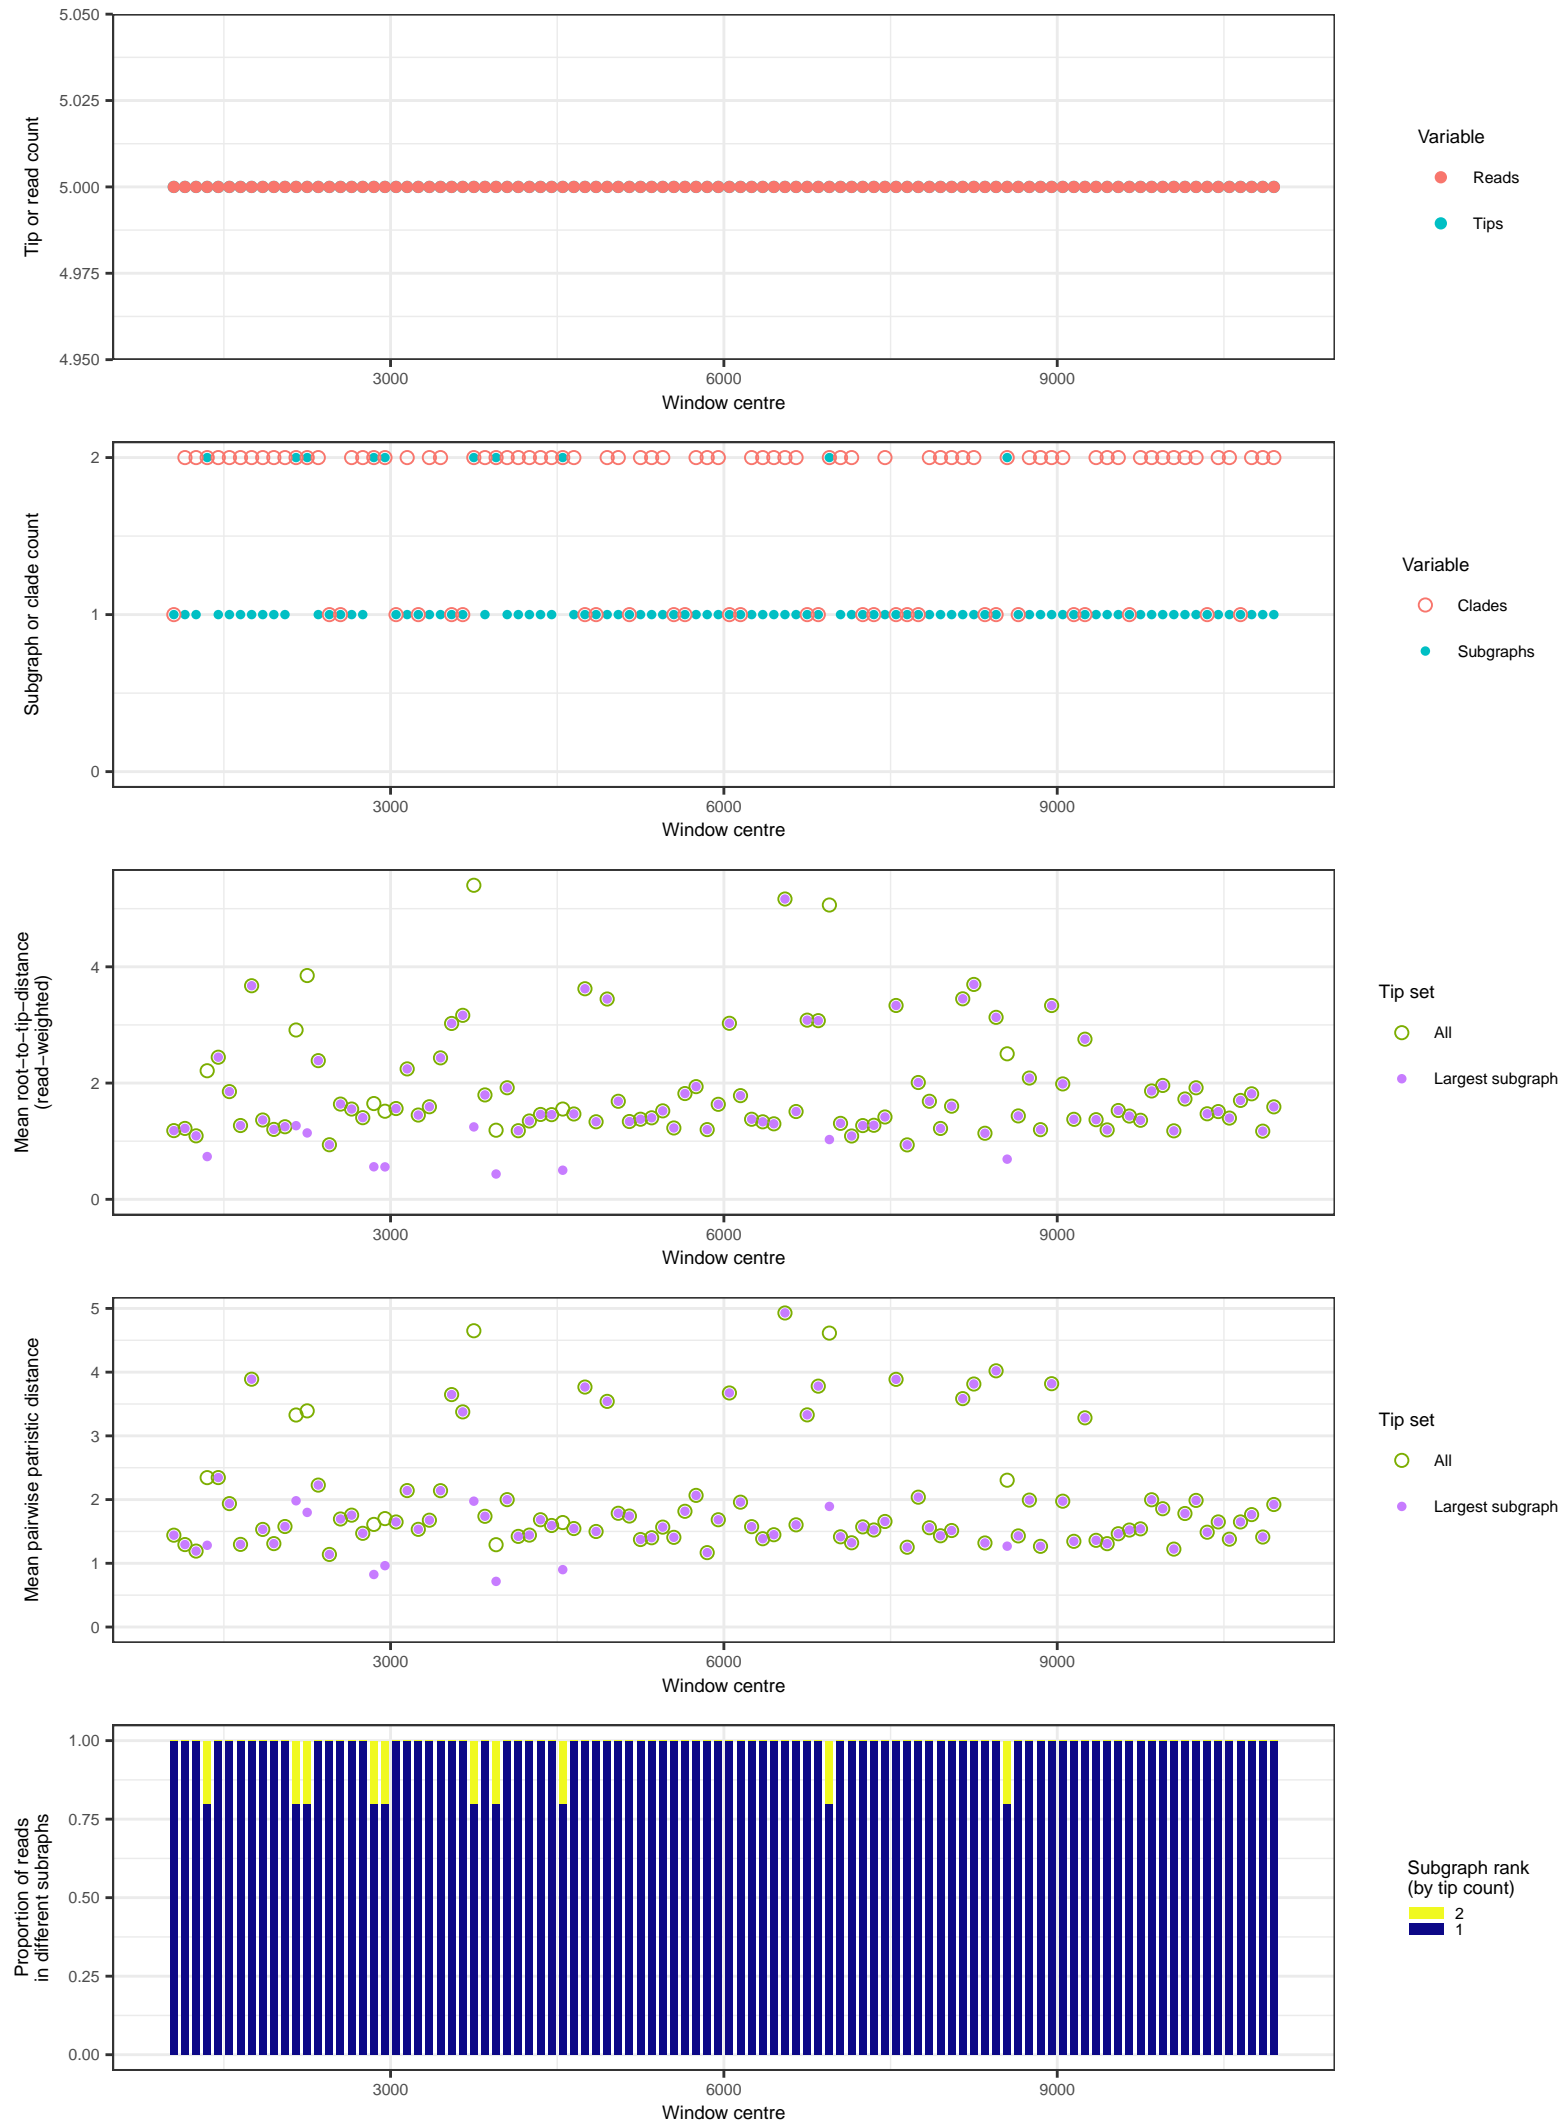 5.050
5.025
5.000
4.975
4.950
Tip or read count
3000 6000 9000
Window centre
Variable
Reads
Tips
2
1
0
Subgraph or clade count
3000 6000 9000
Window centre
Variable
Clades
Subgraphs
4
2
0
Mean root−to−tip−distance
(read−weighted)
3000 6000 9000
Window centre
Tip set
All
Largest subgraph
5
4
3
2
1
0
Mean pairwise patristic distance
3000 6000 9000
Window centre
Tip set
All
Largest subgraph
1.00
0.75
0.50
0.25
0.00
Proportion of reads
in different subraphs
3000 6000 9000
Window centre
Subgraph rank
(by tip count)
2
1